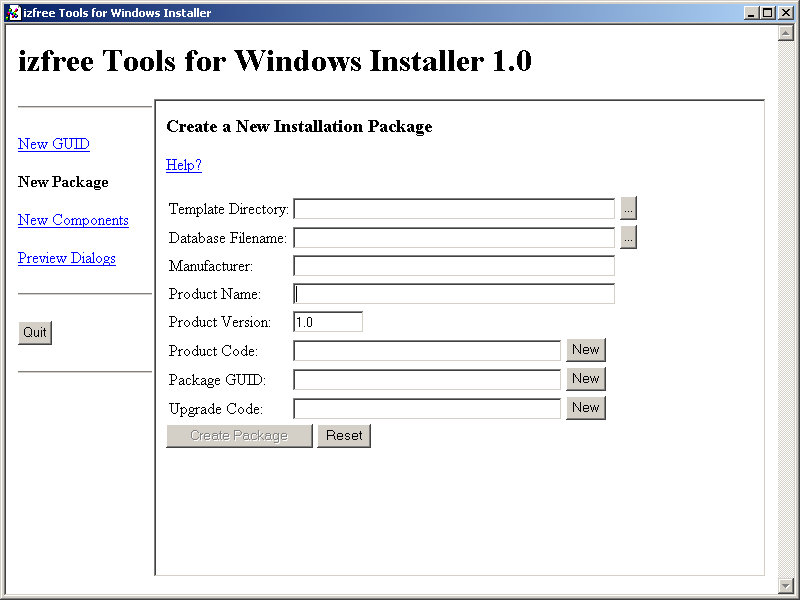 izfree Tools for Windows Installer
izfree Tools for Windows Installer 1.0
New GUID
New Package
New Components
Preview Dialogs
Quit
Create a New Installation Package
Help?
Template Directory: ...
Database Filename: ...
Manufacturer:
Product Name:
Product Version: 1.0
Product Code: New
Package GUID: New
Upgrade Code: New
Create Package Reset